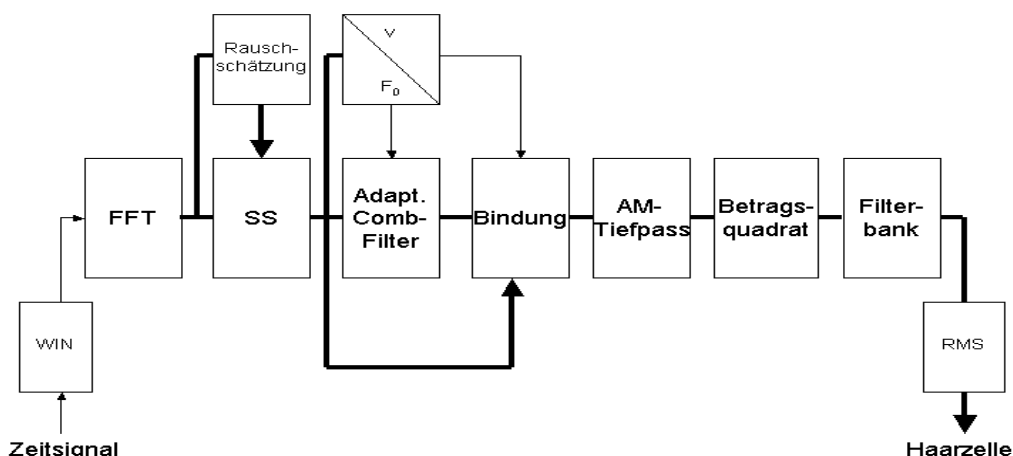 Rausch-
schätzung
v
F0
FFT
SS
Adapt.
Comb-
Filter
Bindung
AM-
Tiefpass
Betrags-
quadrat
Filter-
bank
WIN
RMS
Zeitsignal
Haarzelle